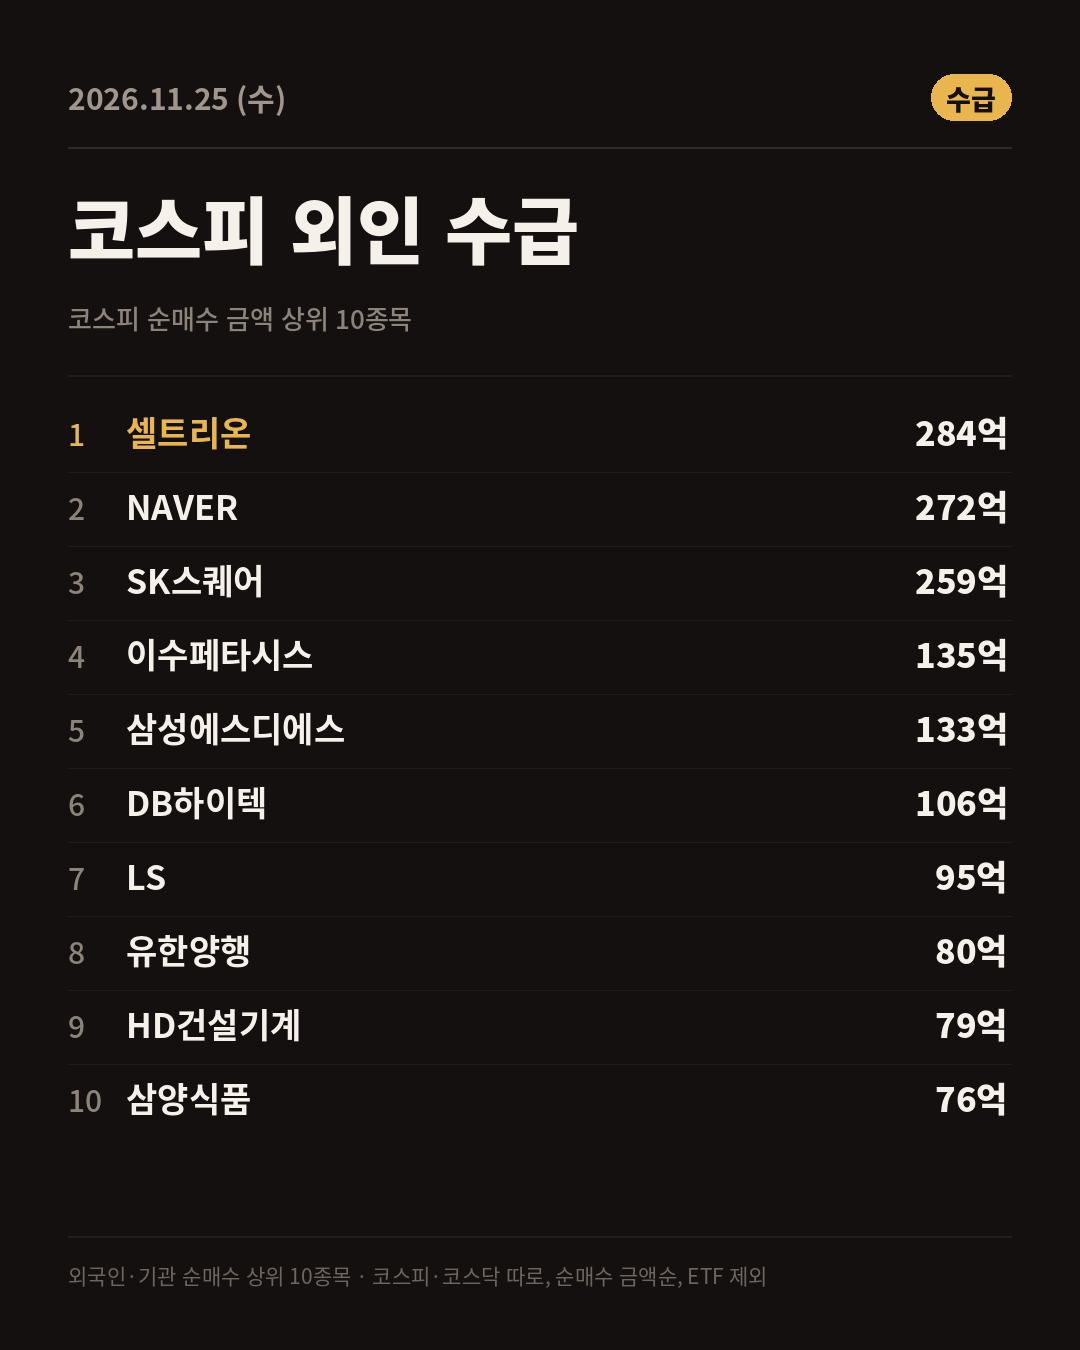 2026.11.25 (수)
수급
코스피 외인 수급
코스피 순매수 금액 상위 10종목
1 셀트리온 284억
2 NAVER 272억
3 SK스퀘어 259억
4 이수페타시스 135억
5 삼성에스디에스 133억
6 DB하이텍 106억
7 LS 95억
8 유한양행 80억
9 HD건설기계 79억
10 삼양식품 76억
외국인·기관 순매수 상위 10종목 · 코스피·코스닥 따로, 순매수 금액순, ETF 제외